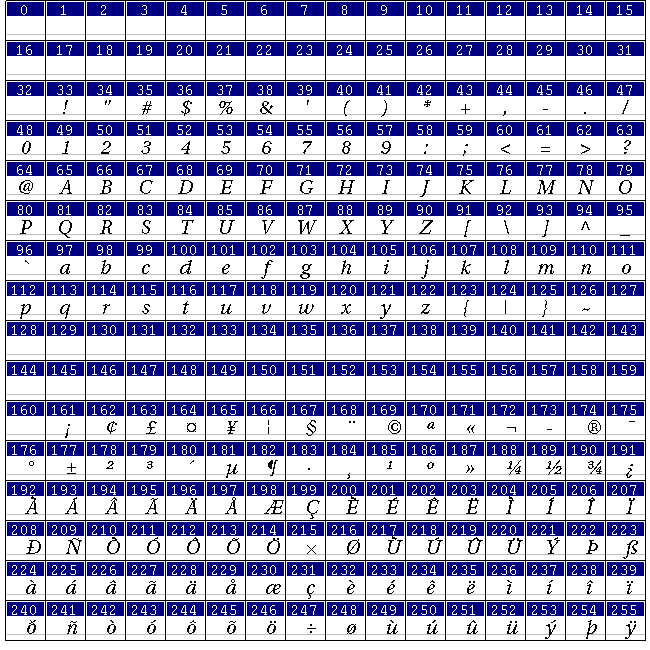 0 1 2 3 4 5 6 7 8 9 10 11 12 13 14 15
16 17 18 19 20 21 22 23 24 25 26 27 28 29 30 31
32 33 34 35 36 37 38 39 40 41 42 43 44 45 46 47
! " # $ % & ' ( ) * + , - . /
48 49 50 51 52 53 54 55 56 57 58 59 60 61 62 63
0 1 2 3 4 5 6 7 8 9 : ; < = > ?
64 65 66 67 68 69 70 71 72 73 74 75 76 77 78 79
@ A B C D E F G H I J K L M N O
80 81 82 83 84 85 86 87 88 89 90 91 92 93 94 95
P Q R S T U V W X Y Z [ \ ] ^ _
96 97 98 99 100 101 102 103 104 105 106 107 108 109 110 111
` a b c d e f g h i j k l m n o
112 113 114 115 116 117 118 119 120 121 122 123 124 125 126 127
p q r s t u v w x y z { | } ~
128 129 130 131 132 133 134 135 136 137 138 139 140 141 142 143
144 145 146 147 148 149 150 151 152 153 154 155 156 157 158 159
160 161 162 163 164 165 166 167 168 169 170 171 172 173 174 175
¡ ¢ £ ¤ ¥ ¦ § ¨ © ª « ¬ - ® ¯
176 177 178 179 180 181 182 183 184 185 186 187 188 189 190 191
° ± ² ³ ´ µ ¶ · ¸ ¹ º » ¼ ½ ¾ ¿
192 193 194 195 196 197 198 199 200 201 202 203 204 205 206 207
À Á Â Ã Ä Å Æ Ç È É Ê Ë Ì Í Î Ï
208 209 210 211 212 213 214 215 216 217 218 219 220 221 222 223
Ð Ñ Ò Ó Ô Õ Ö × Ø Ù Ú Û Ü Ý Þ ß
224 225 226 227 228 229 230 231 232 233 234 235 236 237 238 239
à á â ã ä å æ ç è é ê ë ì í î ï
240 241 242 243 244 245 246 247 248 249 250 251 252 253 254 255
ð ñ ò ó ô õ ö ÷ ø ù ú û ü ý þ ÿ